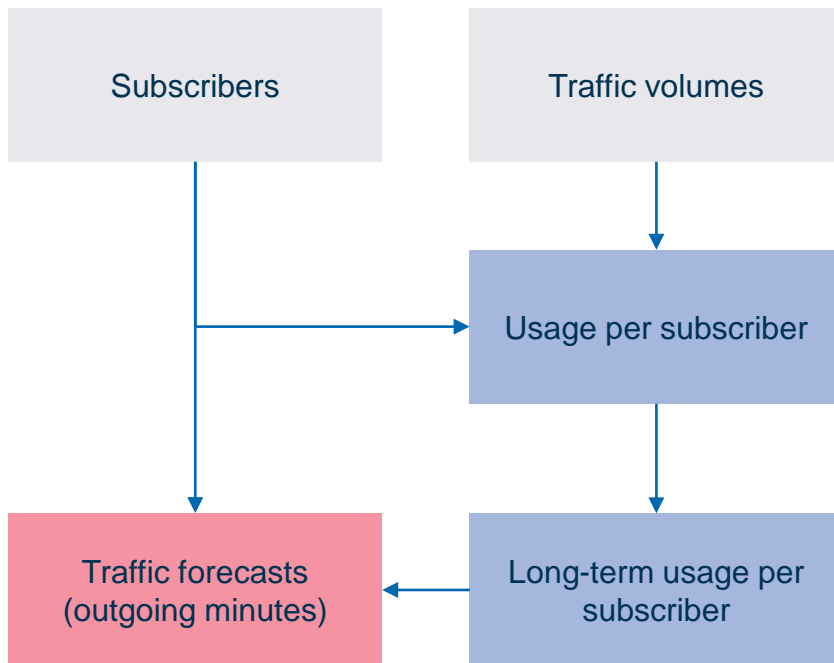 Subscribers
Traffic volumes
Usage per subscriber
Traffic forecasts
(outgoing minutes)
Long-term usage per
subscriber